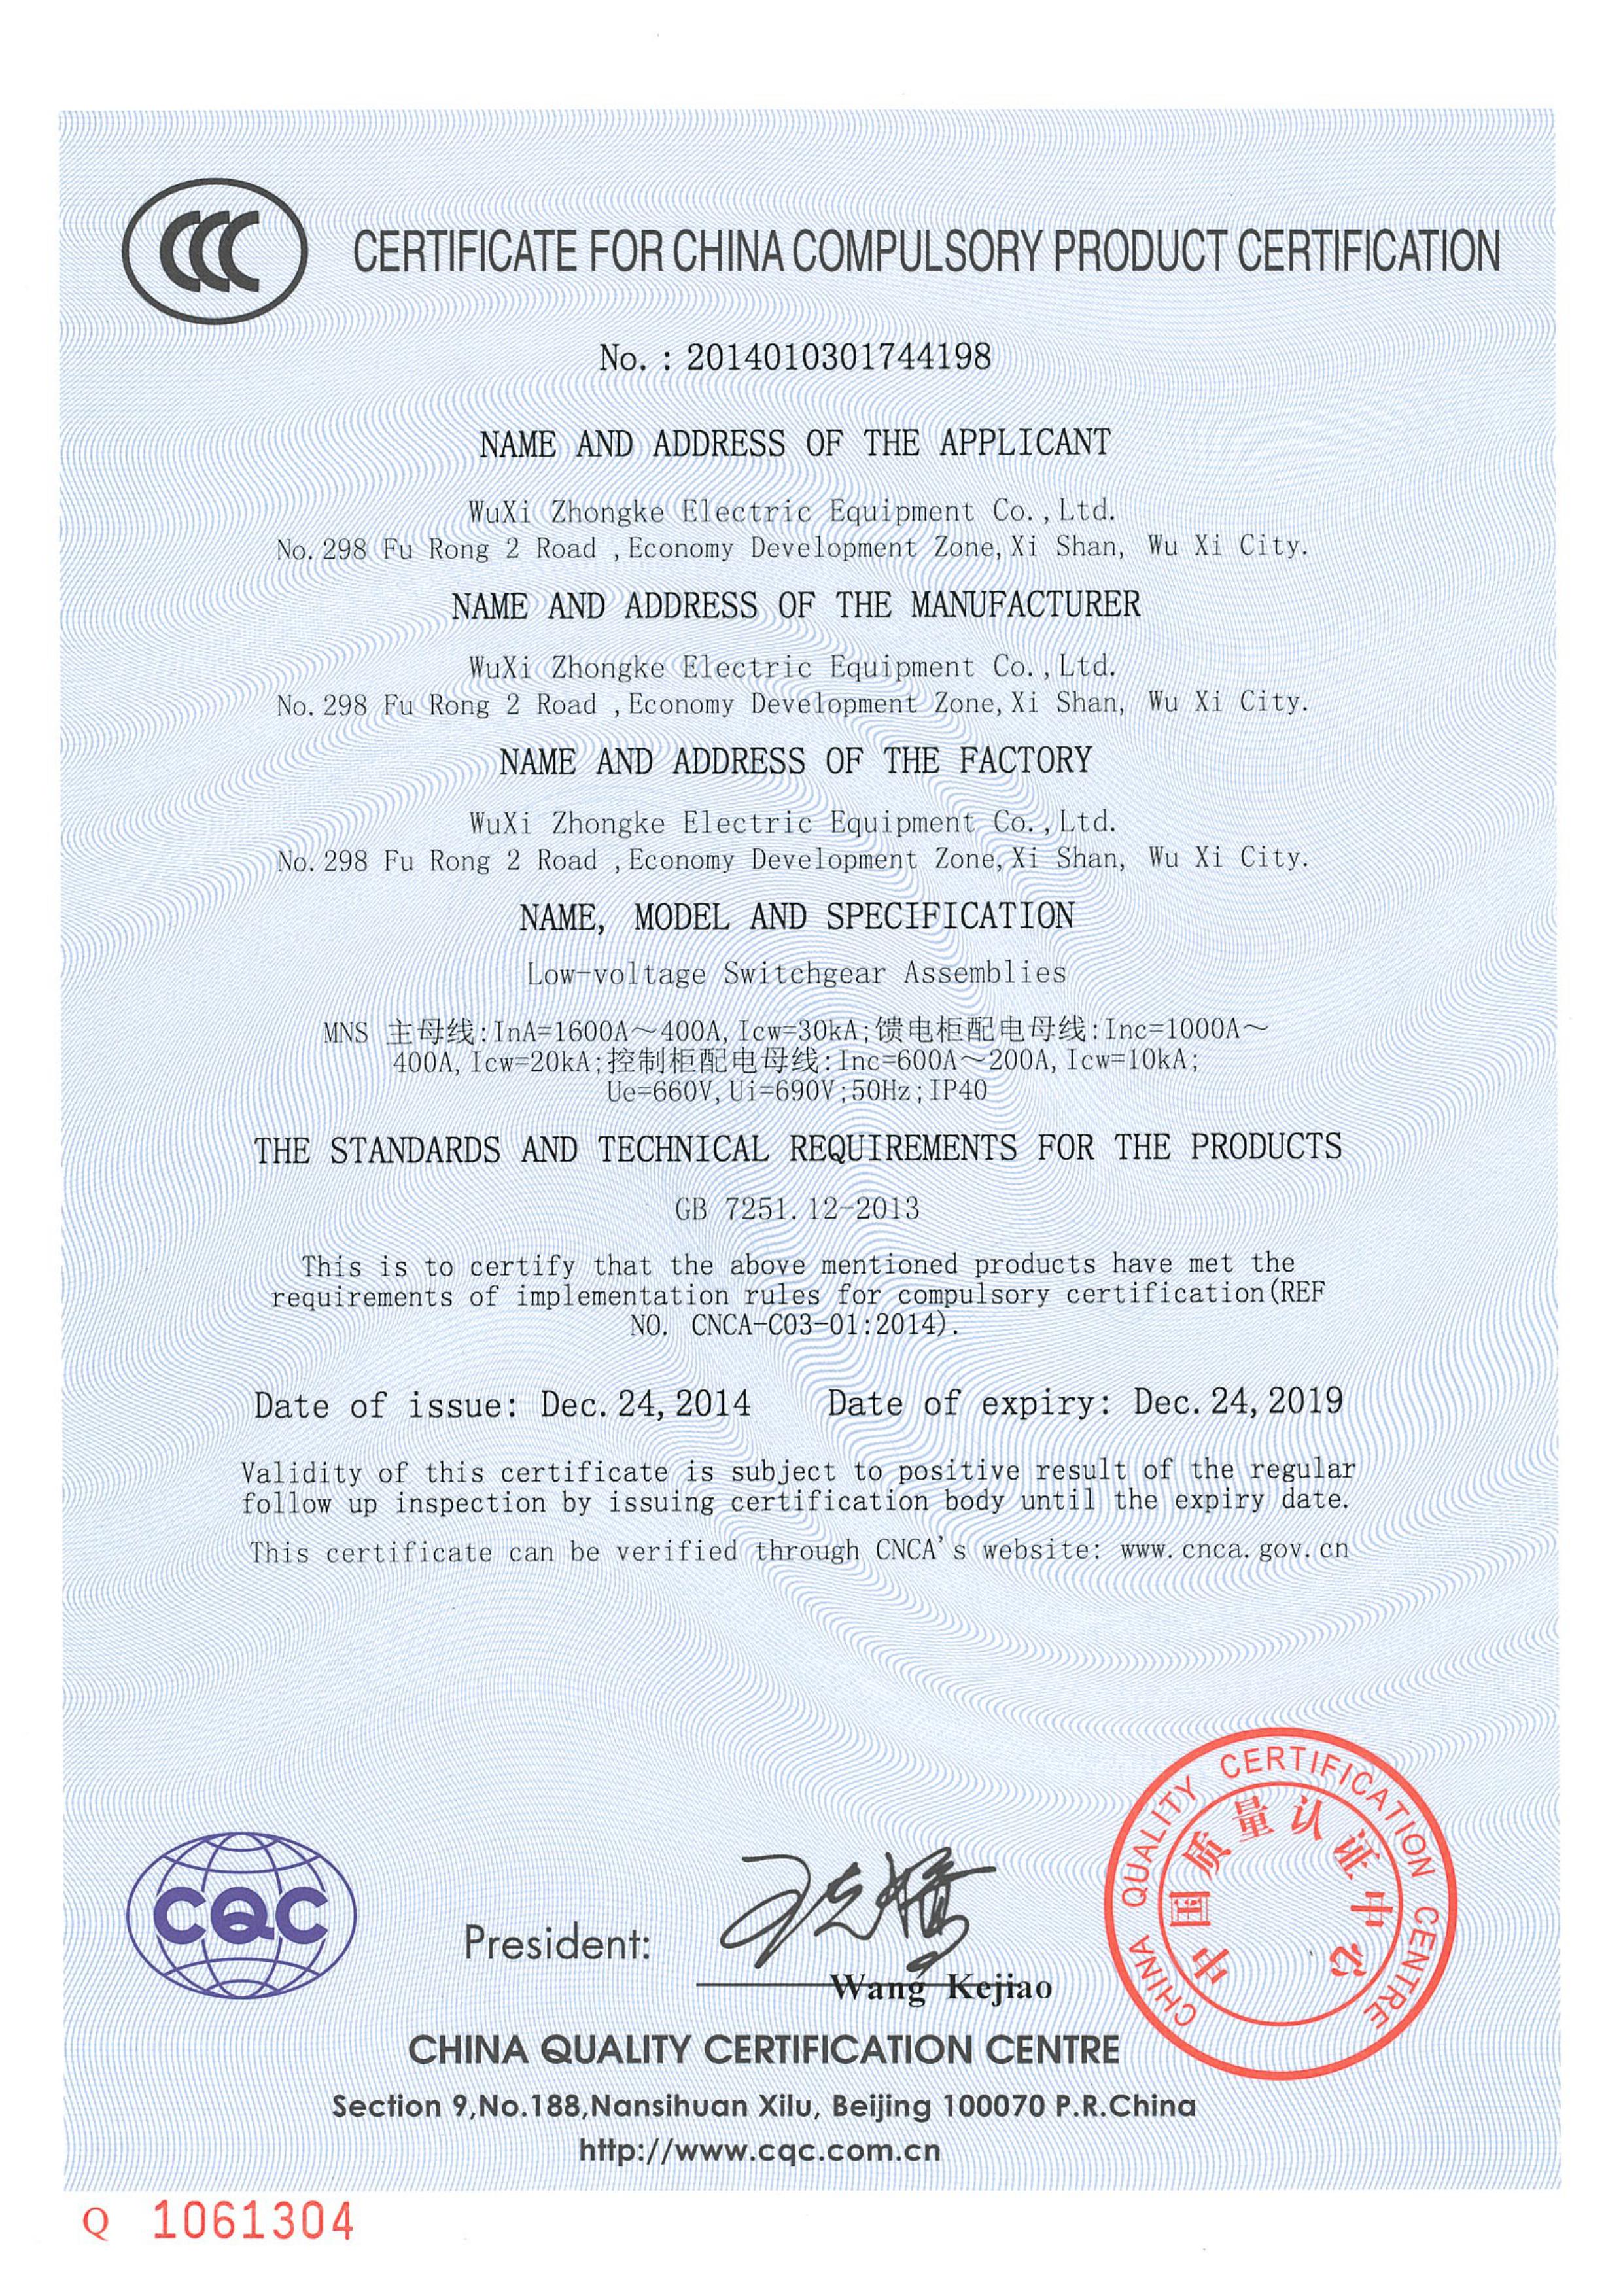 CCC
CERTIFICATE FOR CHINA COMPULSORY PRODUCT CERTIFICATION
No. : 2014010301744198
NAME AND ADDRESS OF THE APPLICANT
WuXi Zhongke Electric Equipment Co.,Ltd.
No.298 Fu Rong 2 Road ,Economy Development Zone,Xi Shan, Wu Xi City.
NAME AND ADDRESS OF THE MANUFACTURER
WuXi Zhongke Electric Equipment Co.,Ltd.
No.298 Fu Rong 2 Road ,Economy Development Zone,Xi Shan, Wu Xi City.
NAME AND ADDRESS OF THE FACTORY
WuXi Zhongke Electric Equipment Co.,Ltd.
No.298 Fu Rong 2 Road ,Economy Development Zone,Xi Shan, Wu Xi City.
NAME, MODEL AND SPECIFICATION
Low-voltage Switchgear Assemblies
MNS 主母线:InA=1600A～400A,Icw=30kA;馈电柜配电母线:Inc=1000A～
400A,Icw=20kA;控制柜配电母线:Inc=600A～200A,Icw=10kA;
Ue=660V,Ui=690V;50Hz;IP40
THE STANDARDS AND TECHNICAL REQUIREMENTS FOR THE PRODUCTS
GB 7251.12-2013
This is to certify that the above mentioned products have met the
requirements of implementation rules for compulsory certification(REF
NO. CNCA-C03-01:2014).
Date of issue: Dec.24,2014 Date of expiry: Dec.24,2019
Validity of this certificate is subject to positive result of the regular
follow up inspection by issuing certification body until the expiry date.
This certificate can be verified through CNCA's website: www.cnca.gov.cn
CHINA QUALITY CERTIFICATION CENTRE
中国质量认证中心
CQC
President:
Wang Kejiao
CHINA QUALITY CERTIFICATION CENTRE
Section 9,No.188,Nansihuan Xilu, Beijing 100070 P.R.China
http://www.cqc.com.cn
Q 1061304